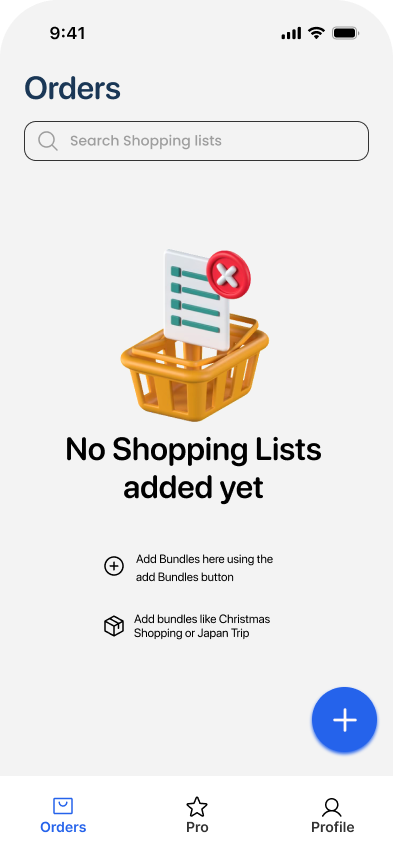 9:41
Orders
Search Shopping lists
No Shopping Lists
added yet
Add Bundles here using the
add Bundles button
Add bundles like Christmas
Shopping or Japan Trip
Orders
Pro
Profile